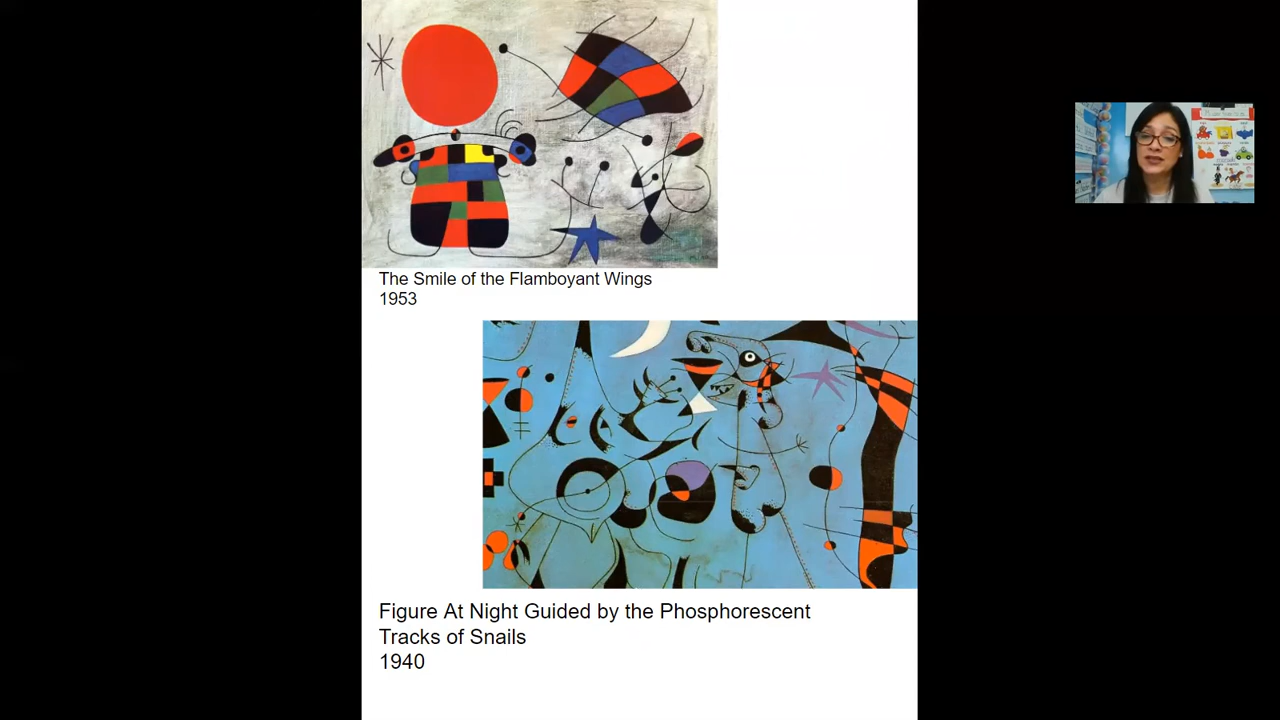 The Smile of the Flamboyant Wings
1953
Figure At Night Guided by the Phosphorescent
Tracks of Snails
1940